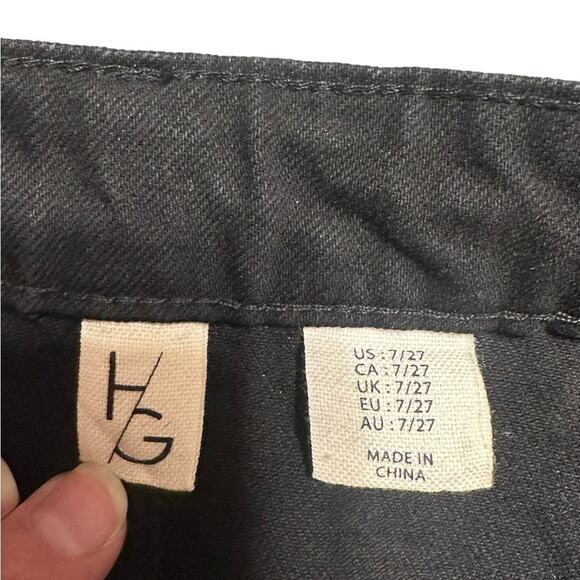 H/G
US : 7/27
CA : 7/27
UK : 7/27
EU : 7/27
AU : 7/27
MADE IN
CHINA